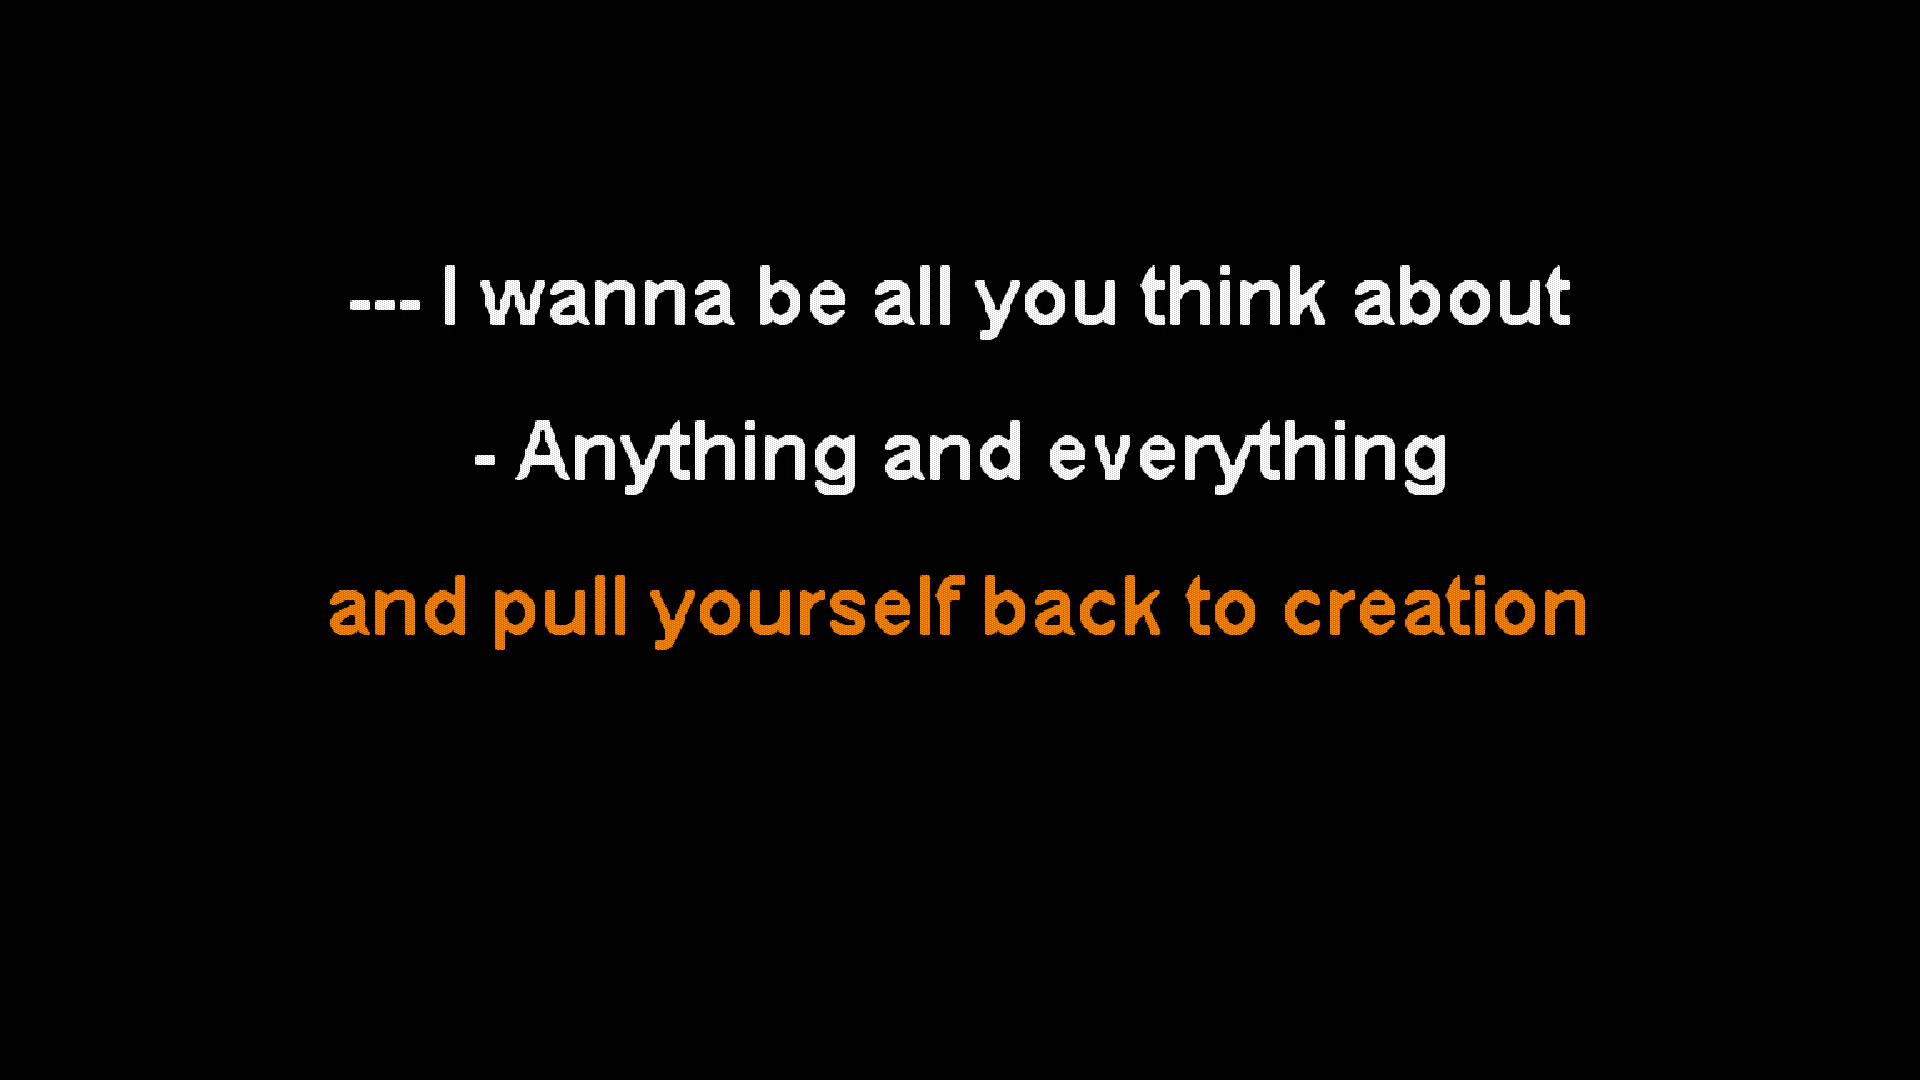 --- I wanna be all you think about
- Anything and everything
and pull yourself back to creation